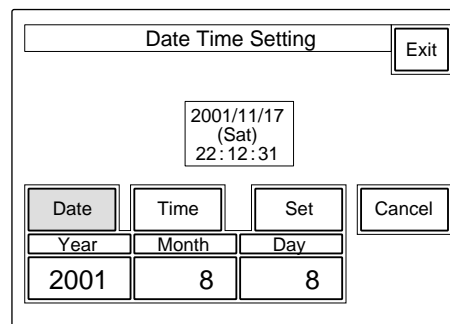 Date Time Setting
Exit
2001/11/17
(Sat)
22:12:31
Date Time Set Cancel
Year Month Day
2001 8 8